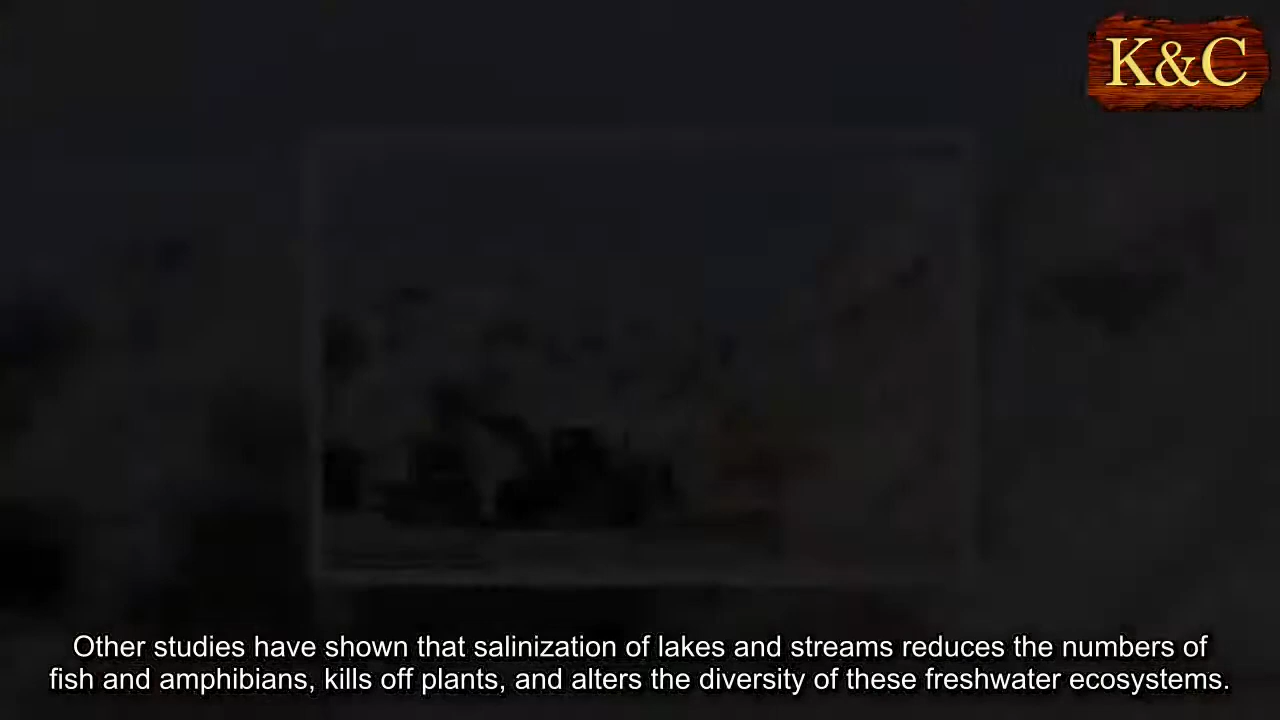 K&C
Other studies have shown that salinization of lakes and streams reduces the numbers of
fish and amphibians, kills off plants, and alters the diversity of these freshwater ecosystems.